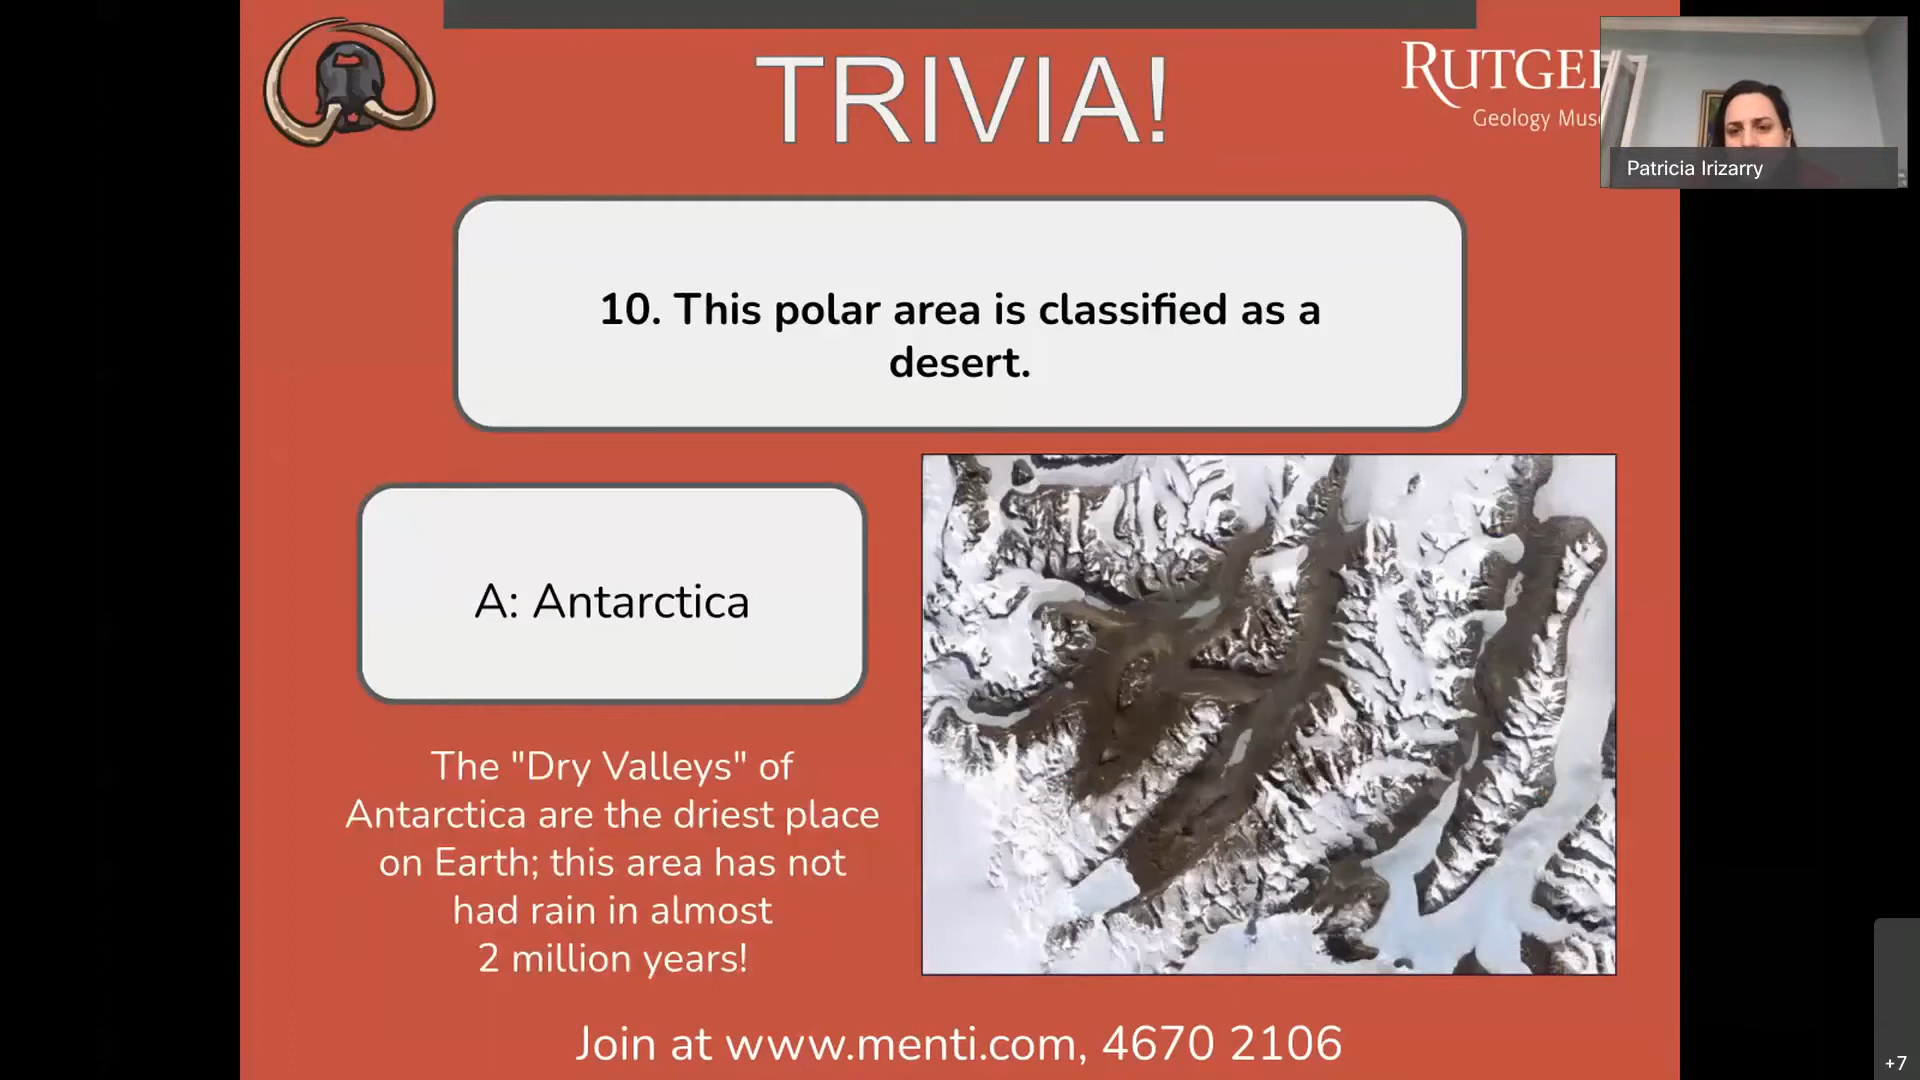 TRIVIA!
RUTGE
Geology Mus
Patricia Irizarry
10. This polar area is classified as a
desert.
A: Antarctica
The "Dry Valleys" of
Antarctica are the driest place
on Earth; this area has not
had rain in almost
2 million years!
Join at www.menti.com, 4670 2106
+7